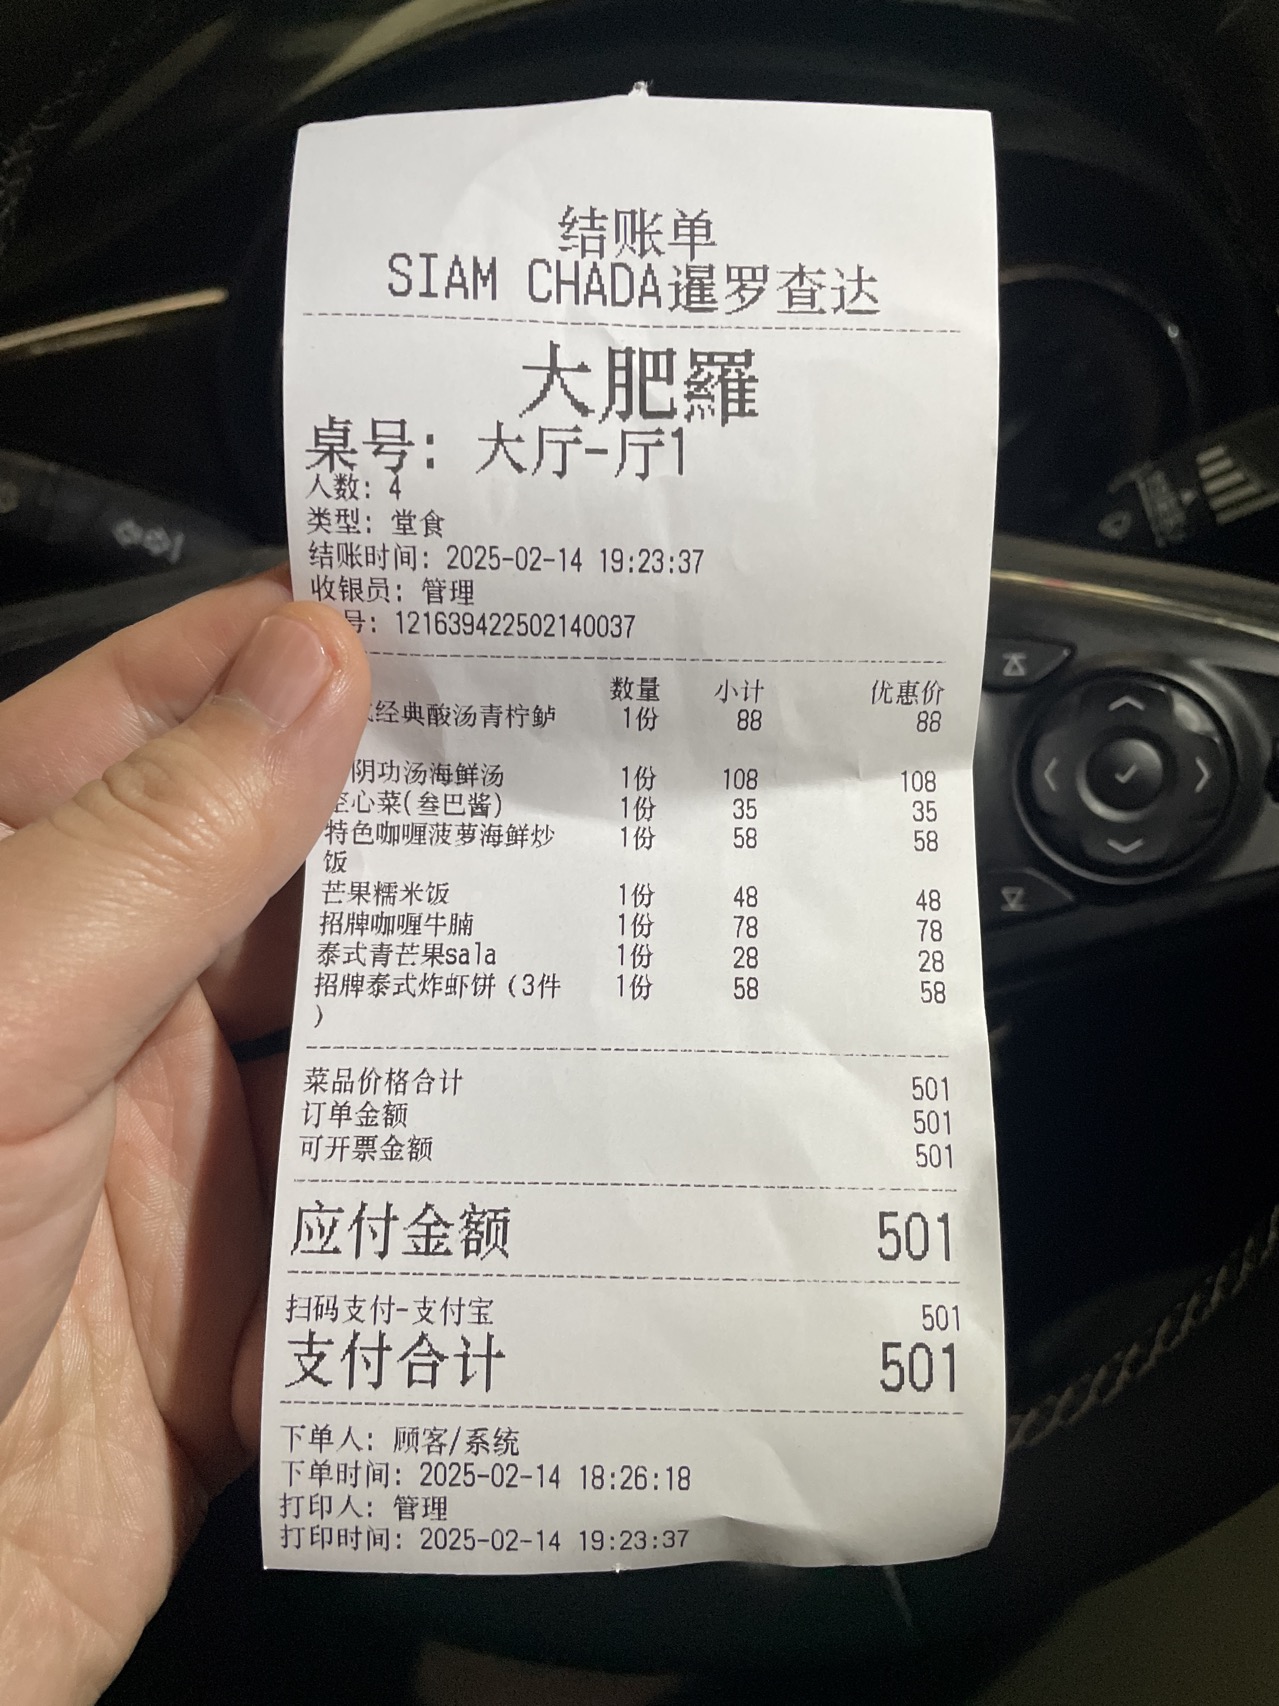 结账单
SIAM CHADA暹罗查达
大肥羅
桌号: 大厅-厅1
人数: 4
类型: 堂食
结账时间: 2025-02-14 19:23:37
收银员: 管理
号: 121639422502140037
数量 小计 优惠价
经典酸汤青柠鲈 1份 88 88
阴功汤海鲜汤 1份 108 108
空心菜(叁巴酱) 1份 35 35
特色咖喱菠萝海鲜炒 1份 58 58
饭
芒果糯米饭 1份 48 48
招牌咖喱牛腩 1份 78 78
泰式青芒果sala 1份 28 28
招牌泰式炸虾饼(3件 1份 58 58
)
菜品价格合计 501
订单金额 501
可开票金额 501
应付金额 501
扫码支付-支付宝 501
支付合计 501
下单人: 顾客/系统
下单时间: 2025-02-14 18:26:18
打印人: 管理
打印时间: 2025-02-14 19:23:37